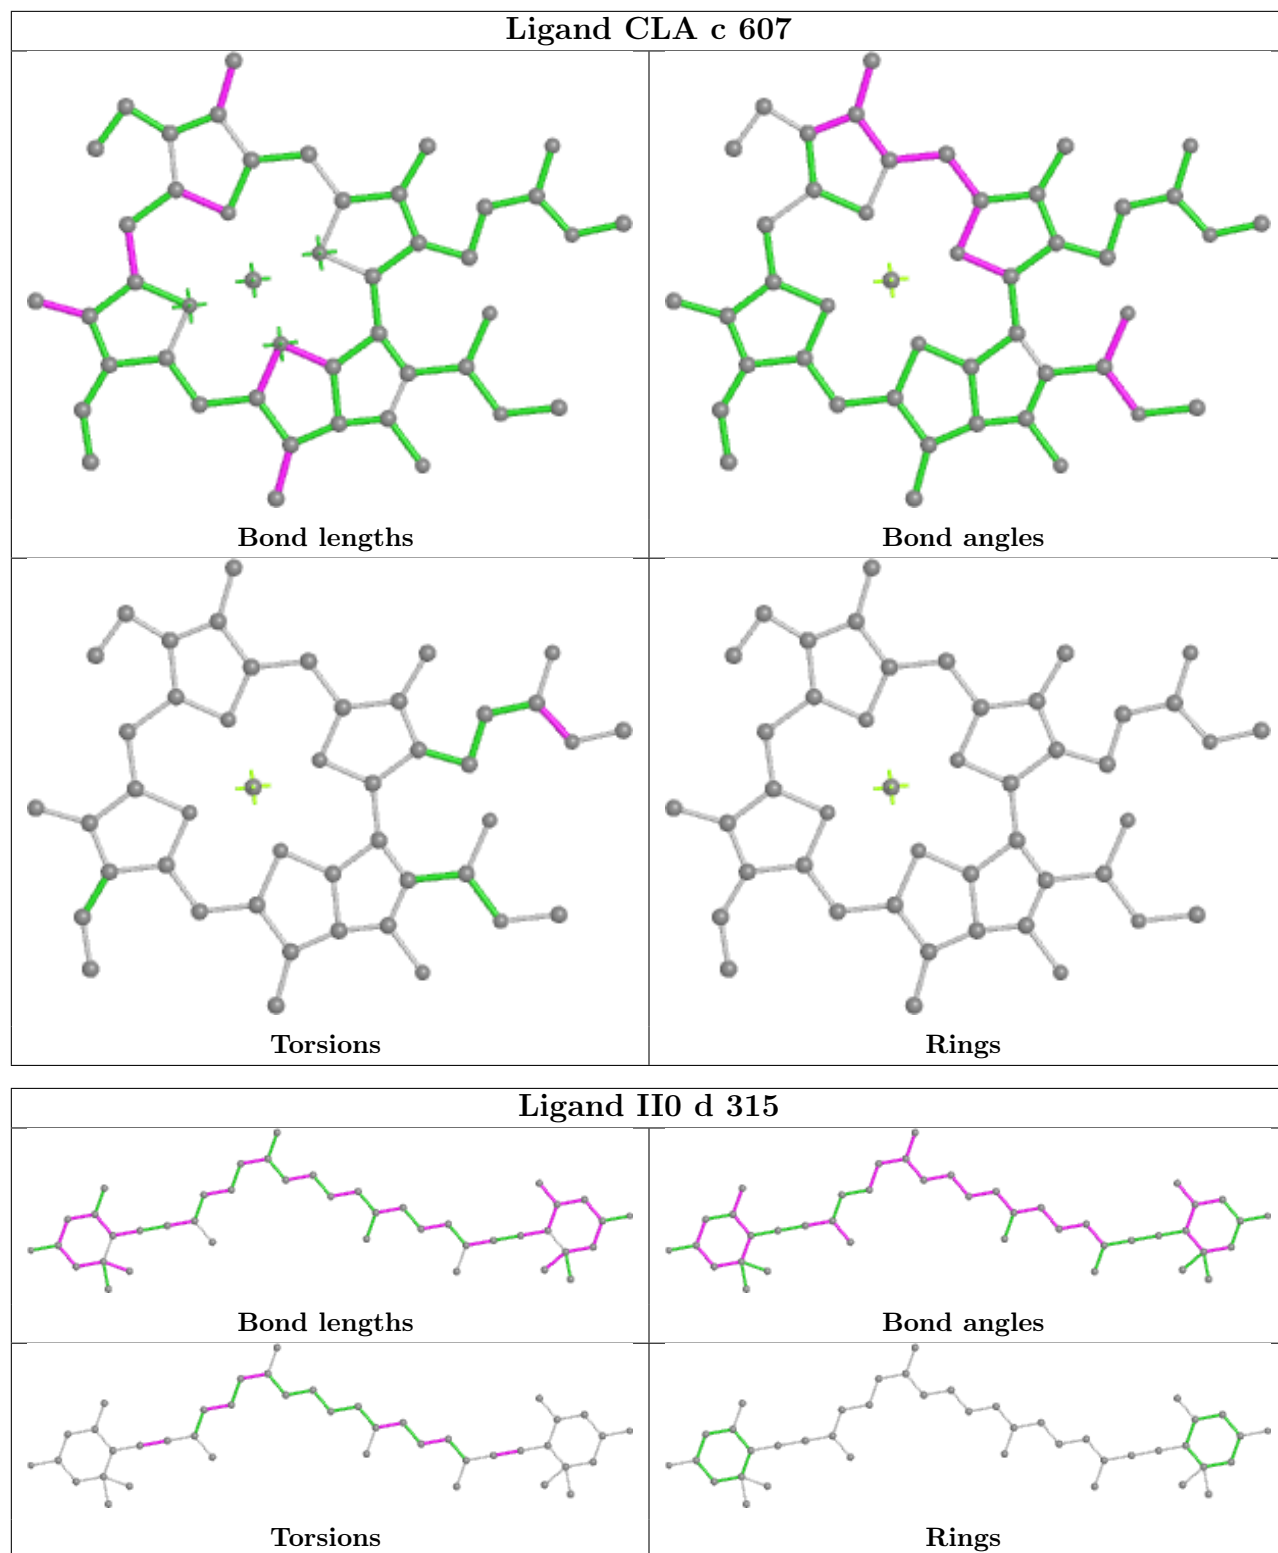 Ligand CLA c 607
Bond lengths
Bond angles
Torsions
Rings
Ligand II0 d 315
Bond lengths
Bond angles
Torsions
Rings